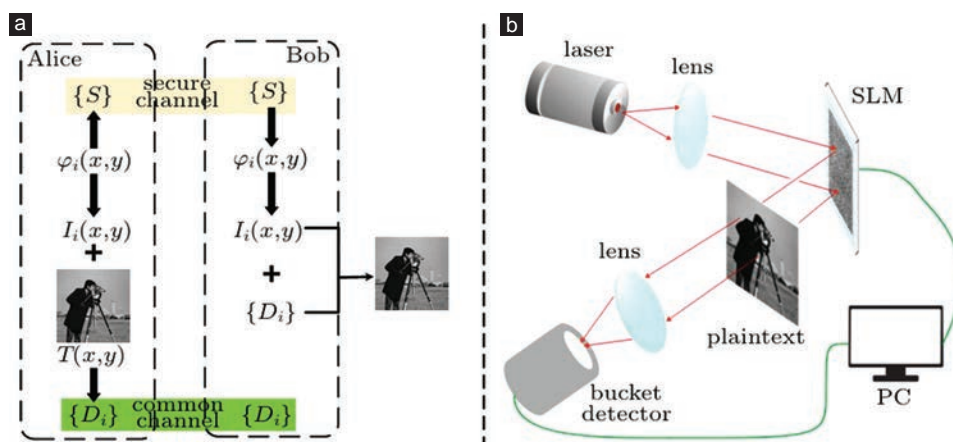 a
Alice
Bob
{S}
secure
channel
{S}
φᵢ(x,y)
φᵢ(x,y)
Iᵢ(x,y)
Iᵢ(x,y)
+
+
{Dᵢ}
T(x,y)
{Dᵢ}
common
channel
{Dᵢ}
b
laser
lens
SLM
lens
plaintext
bucket
detector
PC